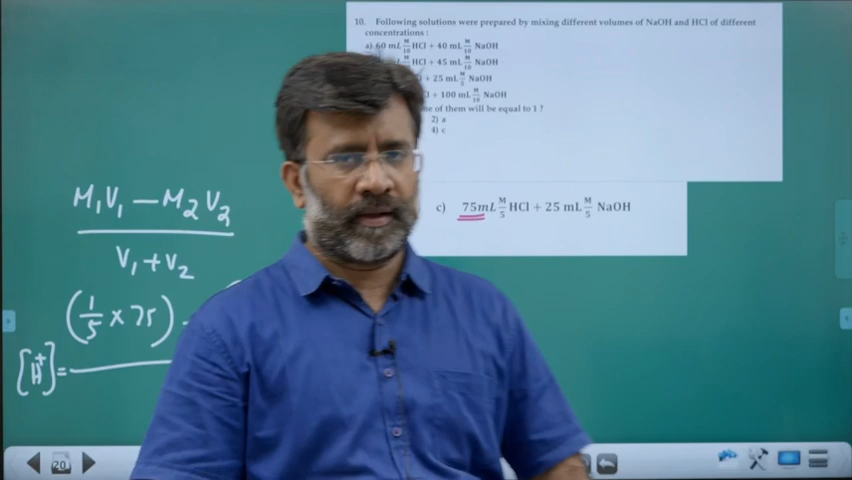 10. Following solutions were prepared by mixing different volumes of NaOH and HCl of different
concentrations :
a) 60 mL M/10 HCl + 40 mL M/10 NaOH
M/10 HCl + 45 mL M/10 NaOH
+ 25 mL M/5 NaOH
+ 100 mL M/10 NaOH
of them will be equal to 1 ?
2) a
4) c
c) 75mL M/5 HCl + 25 mL M/5 NaOH
M₁V₁ – M₂V₂
V₁ + V₂
(1/5 × 75) –
[H⁺] =
20